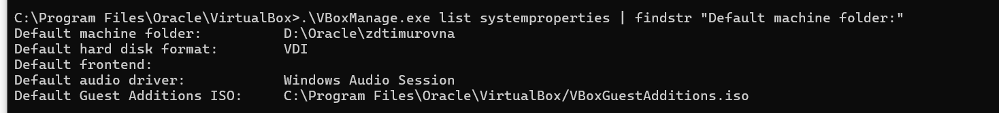 C:\Program Files\Oracle\VirtualBox>.\VBoxManage.exe list systemproperties | findstr "Default machine folder:"
Default machine folder:          D:\Oracle\zdtimurovna
Default hard disk format:        VDI
Default frontend:
Default audio driver:            Windows Audio Session
Default Guest Additions ISO:     C:\Program Files\Oracle\VirtualBox/VBoxGuestAdditions.iso